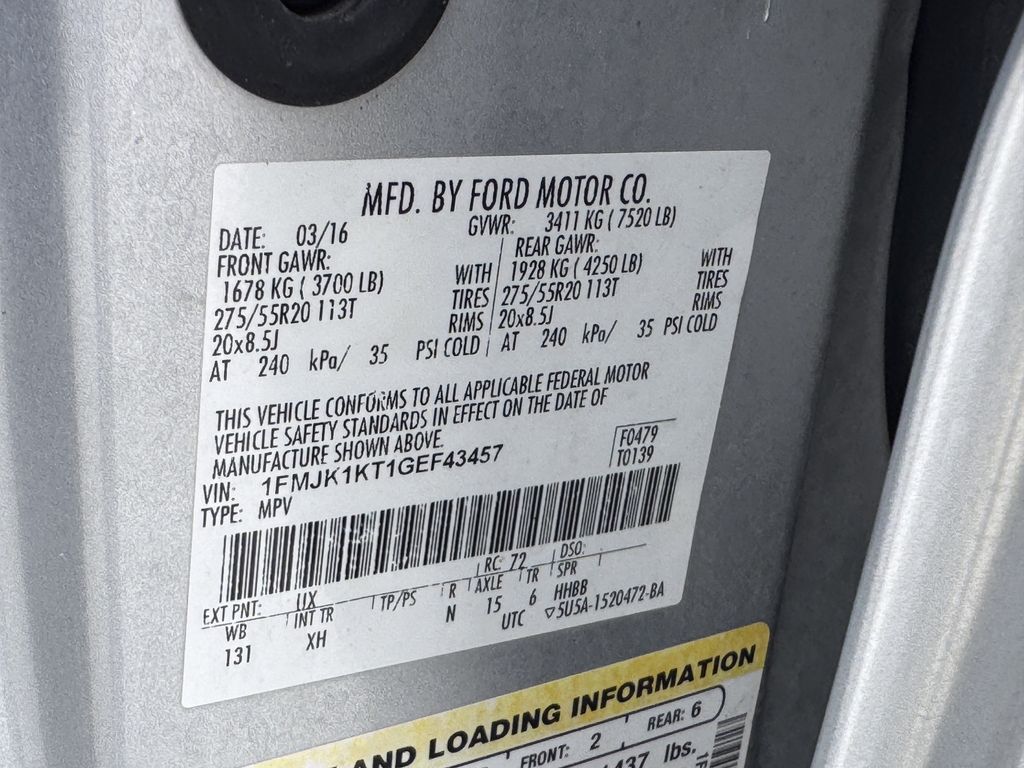 MFD. BY FORD MOTOR CO.
DATE: 03/16 GVWR: 3411 KG ( 7520 LB)
FRONT GAWR: REAR GAWR:
1678 KG ( 3700 LB) WITH 1928 KG ( 4250 LB) WITH
275/55R20 113T TIRES 275/55R20 113T TIRES
20x8.5J RIMS 20x8.5J RIMS
AT 240 kPa/ 35 PSI COLD AT 240 kPa/ 35 PSI COLD
THIS VEHICLE CONFORMS TO ALL APPLICABLE FEDERAL MOTOR
VEHICLE SAFETY STANDARDS IN EFFECT ON THE DATE OF
MANUFACTURE SHOWN ABOVE.
VIN: 1FMJK1KT1GEF43457 F0479
TYPE: MPV T0139
EXT PNT: UX RC: 72 DSO:
WB INT TR TP/PS R AXLE TR SPR
131 XH N 15 6 HHBB
UTC ▽5U5A-1520472-BA
AND LOADING INFORMATION
FRONT: 2 REAR: 6
lbs.